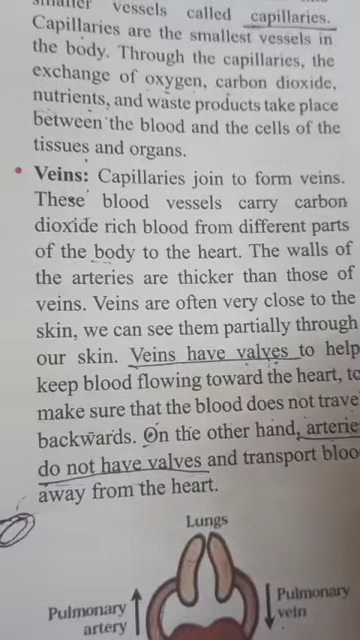 smaller vessels called capillaries.
Capillaries are the smallest vessels in
the body. Through the capillaries, the
exchange of oxygen, carbon dioxide,
nutrients, and waste products take place
between the blood and the cells of the
tissues and organs.
• Veins: Capillaries join to form veins.
These blood vessels carry carbon
dioxide rich blood from different parts
of the body to the heart. The walls of
the arteries are thicker than those of
veins. Veins are often very close to the
skin, we can see them partially through
our skin. Veins have valves to help
keep blood flowing toward the heart, to
make sure that the blood does not trave
backwards. On the other hand, arterie
do not have valves and transport bloo
away from the heart.
Lungs
Pulmonary
artery
Pulmonary
vein